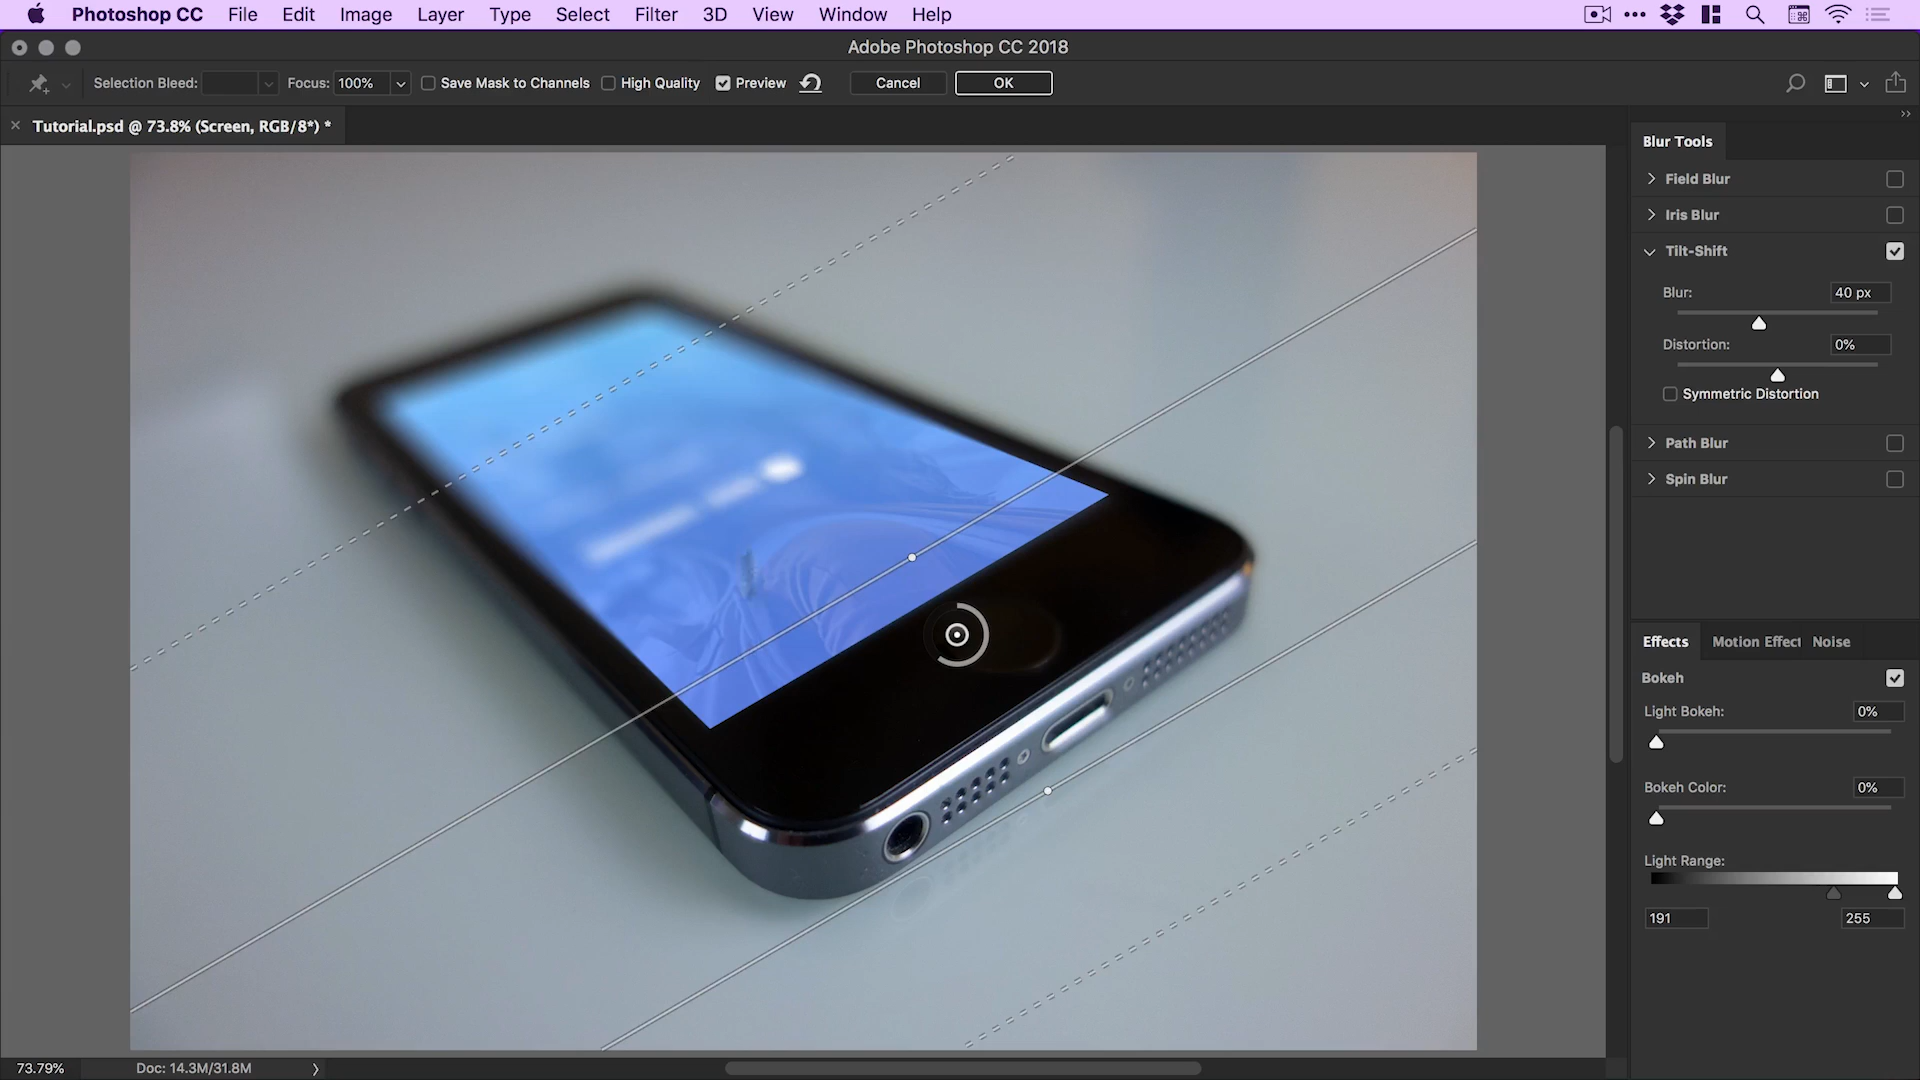 Photoshop CC File Edit Image Layer Type Select Filter 3D View Window Help
Adobe Photoshop CC 2018
Selection Bleed: Focus: 100% Save Mask to Channels High Quality Preview Cancel OK
Tutorial.psd @ 73.8% (Screen, RGB/8*) *
Blur Tools
Field Blur
Iris Blur
Tilt-Shift
Blur: 40 px
Distortion: 0%
Symmetric Distortion
Path Blur
Spin Blur
Effects Motion Effect Noise
Bokeh
Light Bokeh: 0%
Bokeh Color: 0%
Light Range:
191 255
73.79% Doc: 14.3M/31.8M